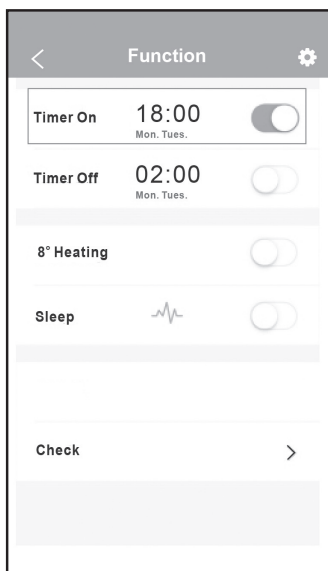 Function
Timer On 18:00
Mon. Tues.
Timer Off 02:00
Mon. Tues.
8° Heating
Sleep
Check